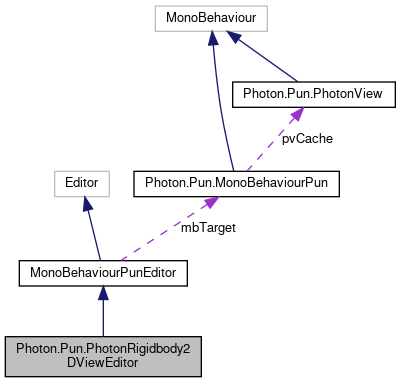 MonoBehaviour
Photon.Pun.PhotonView
pvCache
Editor
Photon.Pun.MonoBehaviourPun
mbTarget
MonoBehaviourPunEditor
Photon.Pun.PhotonRigidbody2
DViewEditor